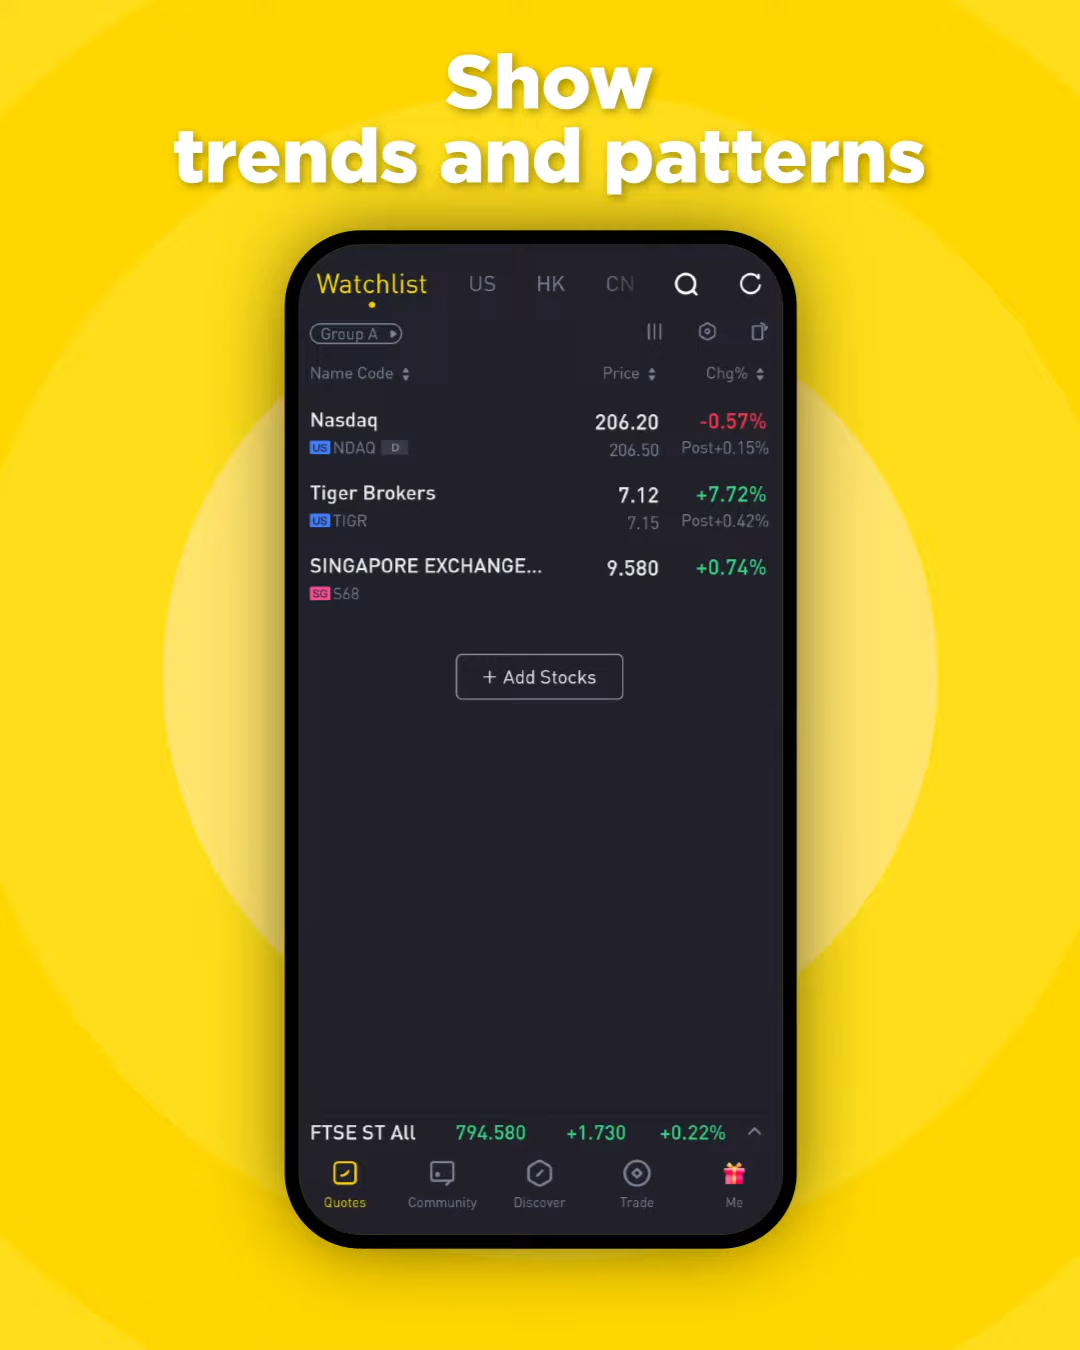 Show
trends and patterns
Watchlist US HK CN
Group A
Name Code Price Chg%
Nasdaq 206.20 -0.57%
US NDAQ D 206.50 Post+0.15%
Tiger Brokers 7.12 +7.72%
US TIGR 7.15 Post+0.42%
SINGAPORE EXCHANGE... 9.580 +0.74%
SG S68
+ Add Stocks
FTSE ST All 794.580 +1.730 +0.22%
Quotes Community Discover Trade Me